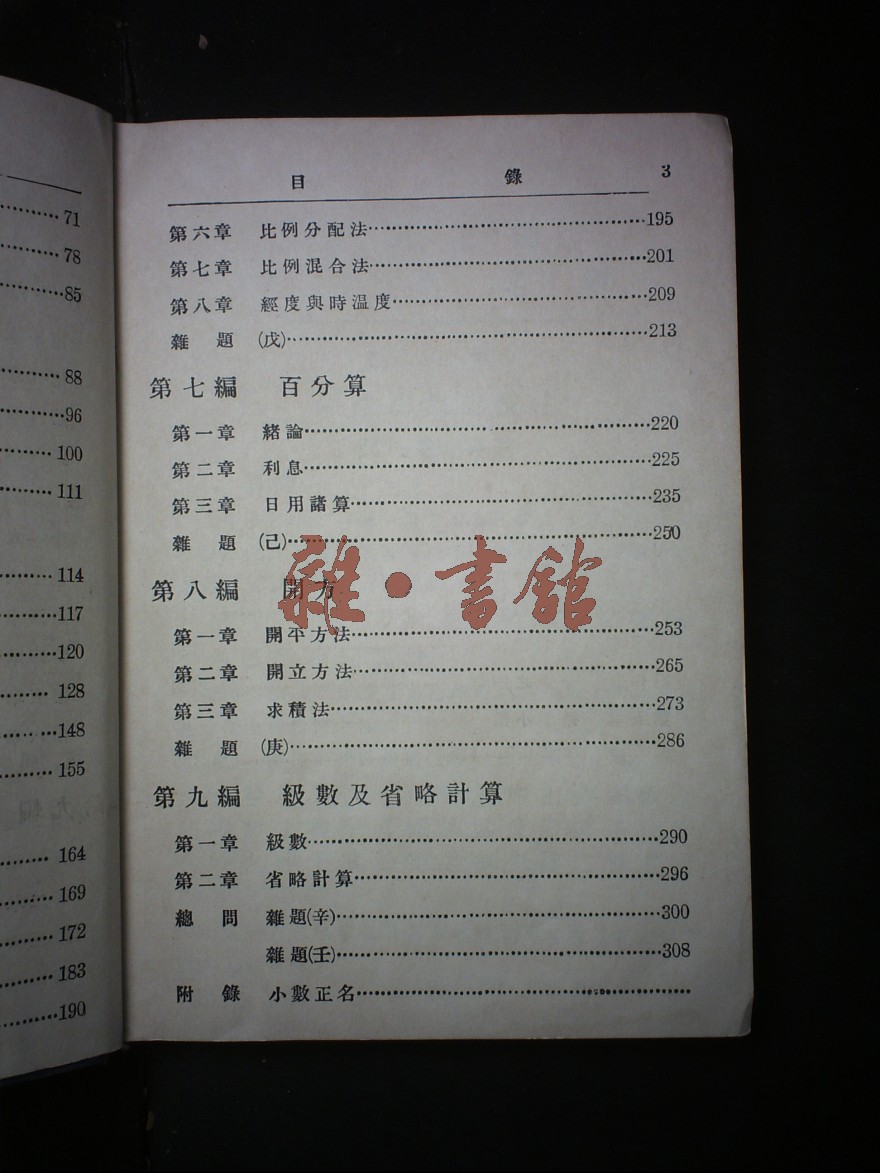 71
78
85
88
96
100
111
114
117
120
128
148
155
164
169
172
183
190
目錄 3
第六章 比例分配法 195
第七章 比例混合法 201
第八章 經度與時温度 209
雜題 (戊) 213
第七編 百分算
第一章 緒論 220
第二章 利息 225
第三章 日用諸算 235
雜題 (己) 250
雜·書館
第八編 開方
第一章 開平方法 253
第二章 開立方法 265
第三章 求積法 273
雜題 (庚) 286
第九編 級數及省略計算
第一章 級數 290
第二章 省略計算 296
總問 雜題(辛) 300
雜題(壬) 308
附錄 小數正名